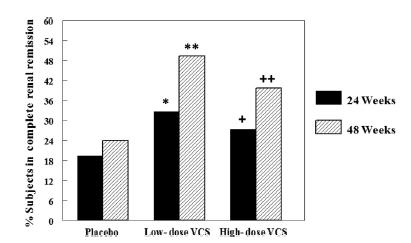 % Subjects in complete renal remission
60
54
48
42
36
30
24
18
12
6
0
*
**
+
++
Placebo
Low-dose VCS
High-dose VCS
24 Weeks
48 Weeks